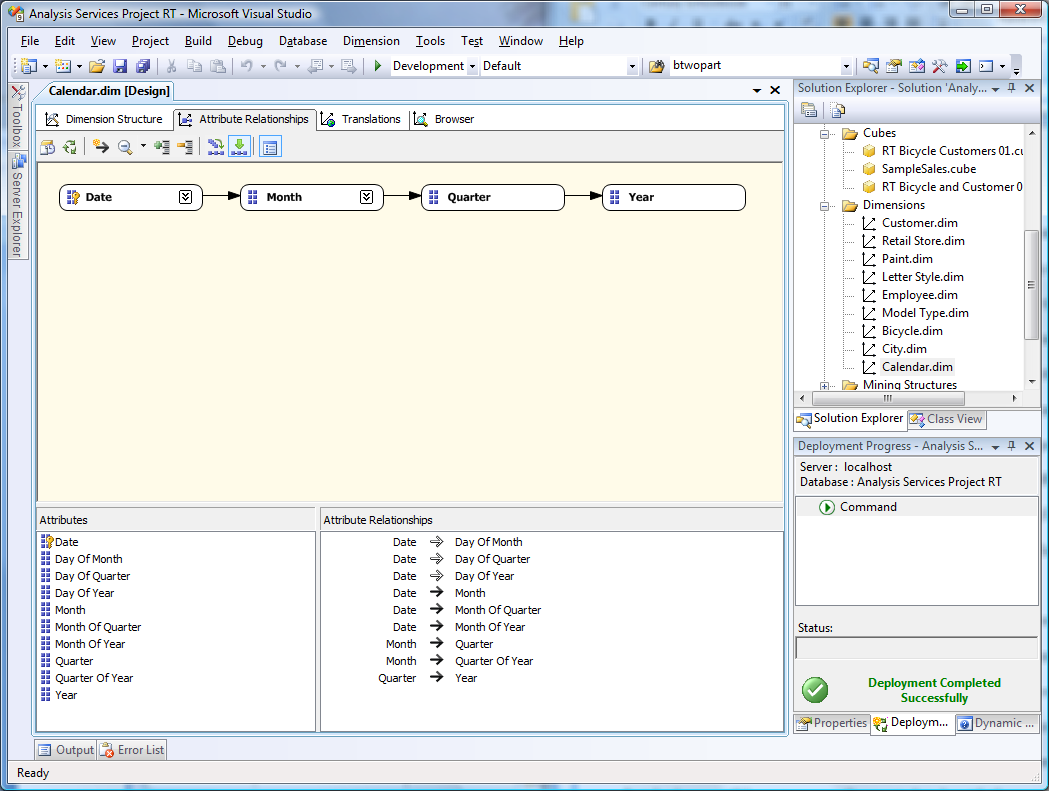 Analysis Services Project RT - Microsoft Visual Studio
File Edit View Project Build Debug Database Dimension Tools Test Window Help
Development Default btwopart
Toolbox
Server Explorer
Calendar.dim [Design]
Dimension Structure Attribute Relationships Translations Browser
Date Month Quarter Year
Attributes
Date
Day Of Month
Day Of Quarter
Day Of Year
Month
Month Of Quarter
Month Of Year
Quarter
Quarter Of Year
Year
Attribute Relationships
Date Day Of Month
Date Day Of Quarter
Date Day Of Year
Date Month
Date Month Of Quarter
Date Month Of Year
Month Quarter
Month Quarter Of Year
Quarter Year
Solution Explorer - Solution 'Analy...
Cubes
RT Bicycle Customers 01.cu
SampleSales.cube
RT Bicycle and Customer 0
Dimensions
Customer.dim
Retail Store.dim
Paint.dim
Letter Style.dim
Employee.dim
Model Type.dim
Bicycle.dim
City.dim
Calendar.dim
Mining Structures
Solution Explorer Class View
Deployment Progress - Analysis S...
Server : localhost
Database : Analysis Services Project RT
Command
Status:
Deployment Completed
Successfully
Properties Deploym... Dynamic ...
Output Error List
Ready